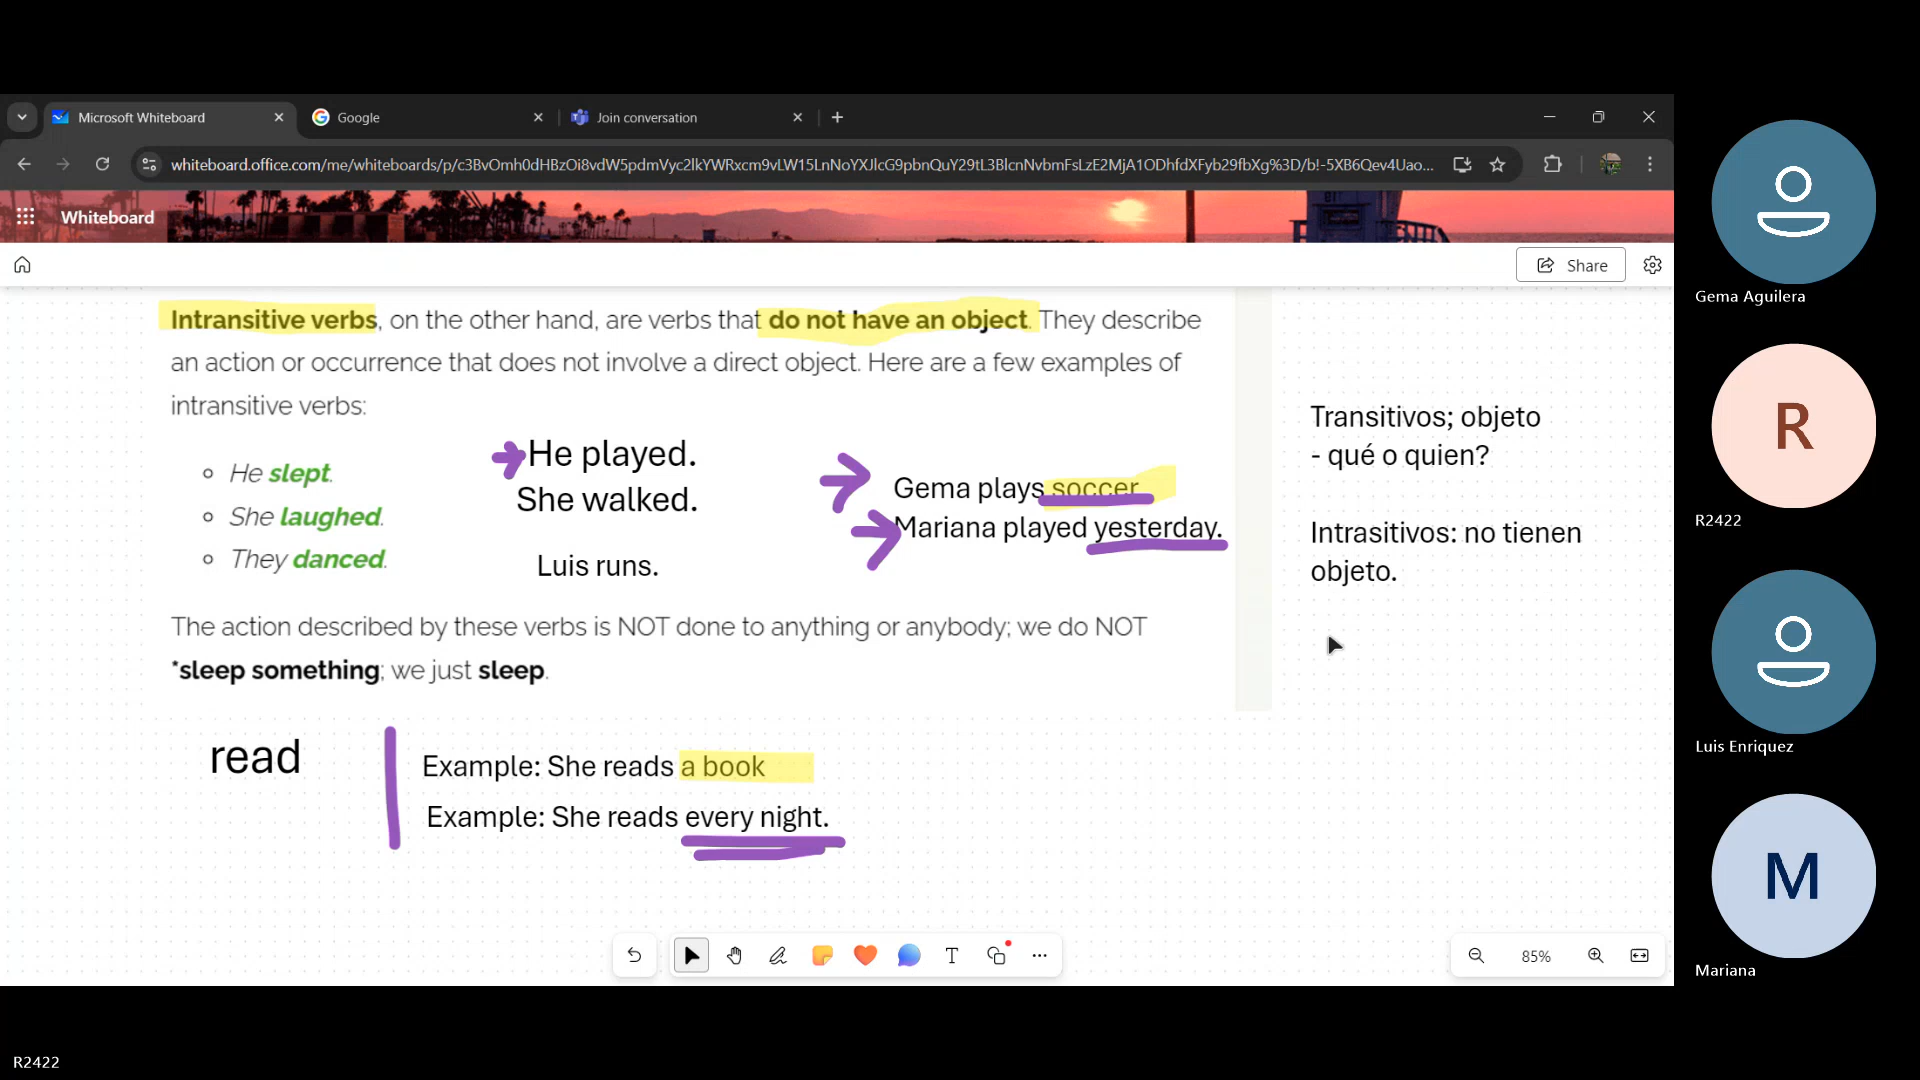 Microsoft Whiteboard
Google
Join conversation
whiteboard.office.com/me/whiteboards/p/c3BvOmh0dHBzOi8vdW5pdmVyc2lkYWRxcm9vLW15LnNoYXJlcG9pbnQuY29tL3BlcnNvbmFsLzE2MjA1ODhfdXFyb29fbXg%3D/b!-5XB6Qev4Uao...
Whiteboard
Share
Intransitive verbs, on the other hand, are verbs that do not have an object. They describe
an action or occurrence that does not involve a direct object. Here are a few examples of
intransitive verbs:
He slept.
She laughed.
They danced.
He played.
She walked.
Luis runs.
Gema plays soccer
Mariana played yesterday.
Transitivos; objeto
- qué o quien?
Intrasitivos: no tienen
objeto.
The action described by these verbs is NOT done to anything or anybody; we do NOT
*sleep something; we just sleep.
read
Example: She reads a book
Example: She reads every night.
85%
Gema Aguilera
R
R2422
Luis Enriquez
M
Mariana
R2422